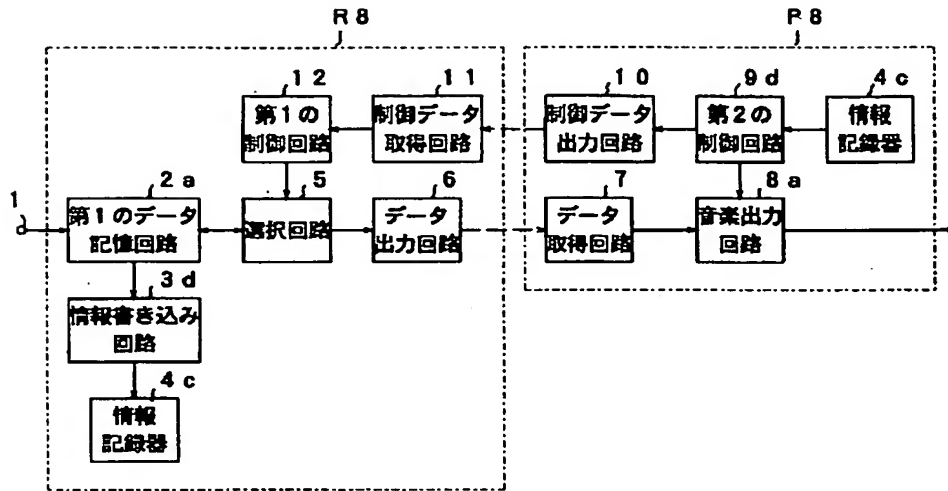 R8
P8
12
第1の
制御回路
11
制御データ
取得回路
10
制御データ
出力回路
9d
第2の
制御回路
4c
情報
記録器
1
2a
第1のデータ
記憶回路
5
選択回路
6
データ
出力回路
7
データ
取得回路
8a
音楽出力
回路
3d
情報書き込み
回路
4c
情報
記録器